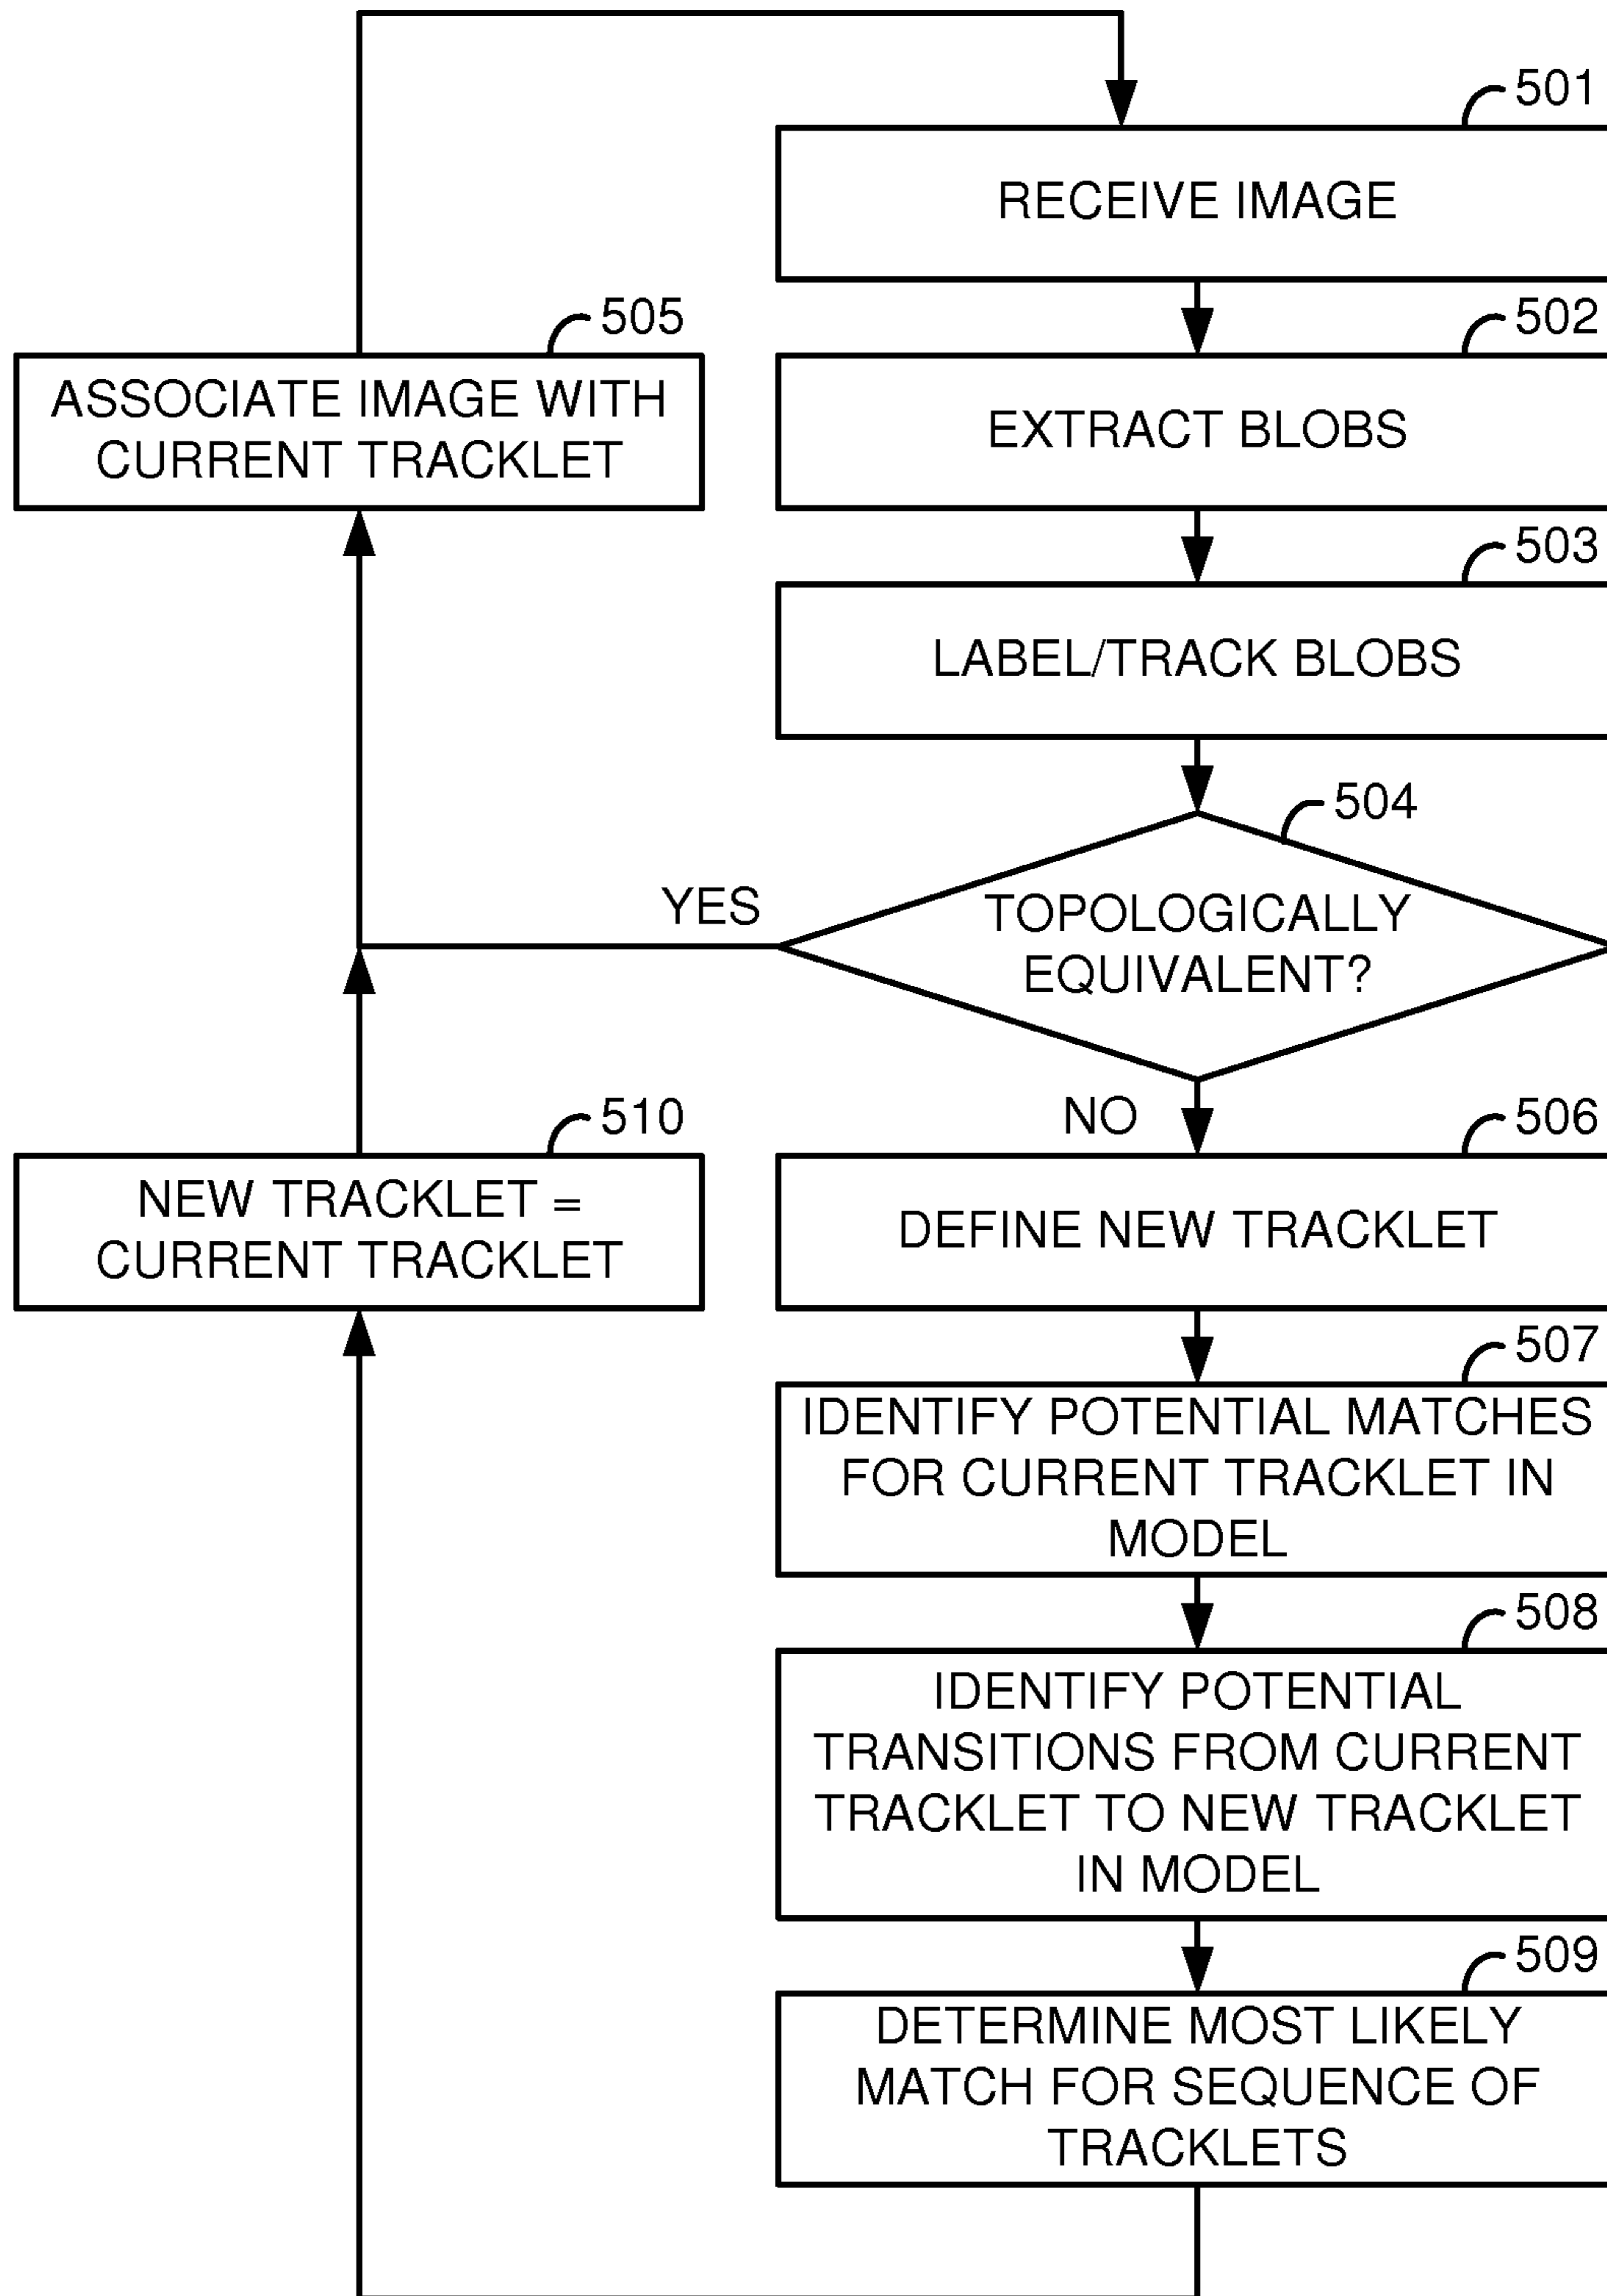 501
RECEIVE IMAGE
505
502
ASSOCIATE IMAGE WITH
CURRENT TRACKLET
EXTRACT BLOBS
503
LABEL/TRACK BLOBS
504
YES
TOPOLOGICALLY
EQUIVALENT?
NO
510
506
NEW TRACKLET =
CURRENT TRACKLET
DEFINE NEW TRACKLET
507
IDENTIFY POTENTIAL MATCHES
FOR CURRENT TRACKLET IN
MODEL
508
IDENTIFY POTENTIAL
TRANSITIONS FROM CURRENT
TRACKLET TO NEW TRACKLET
IN MODEL
509
DETERMINE MOST LIKELY
MATCH FOR SEQUENCE OF
TRACKLETS